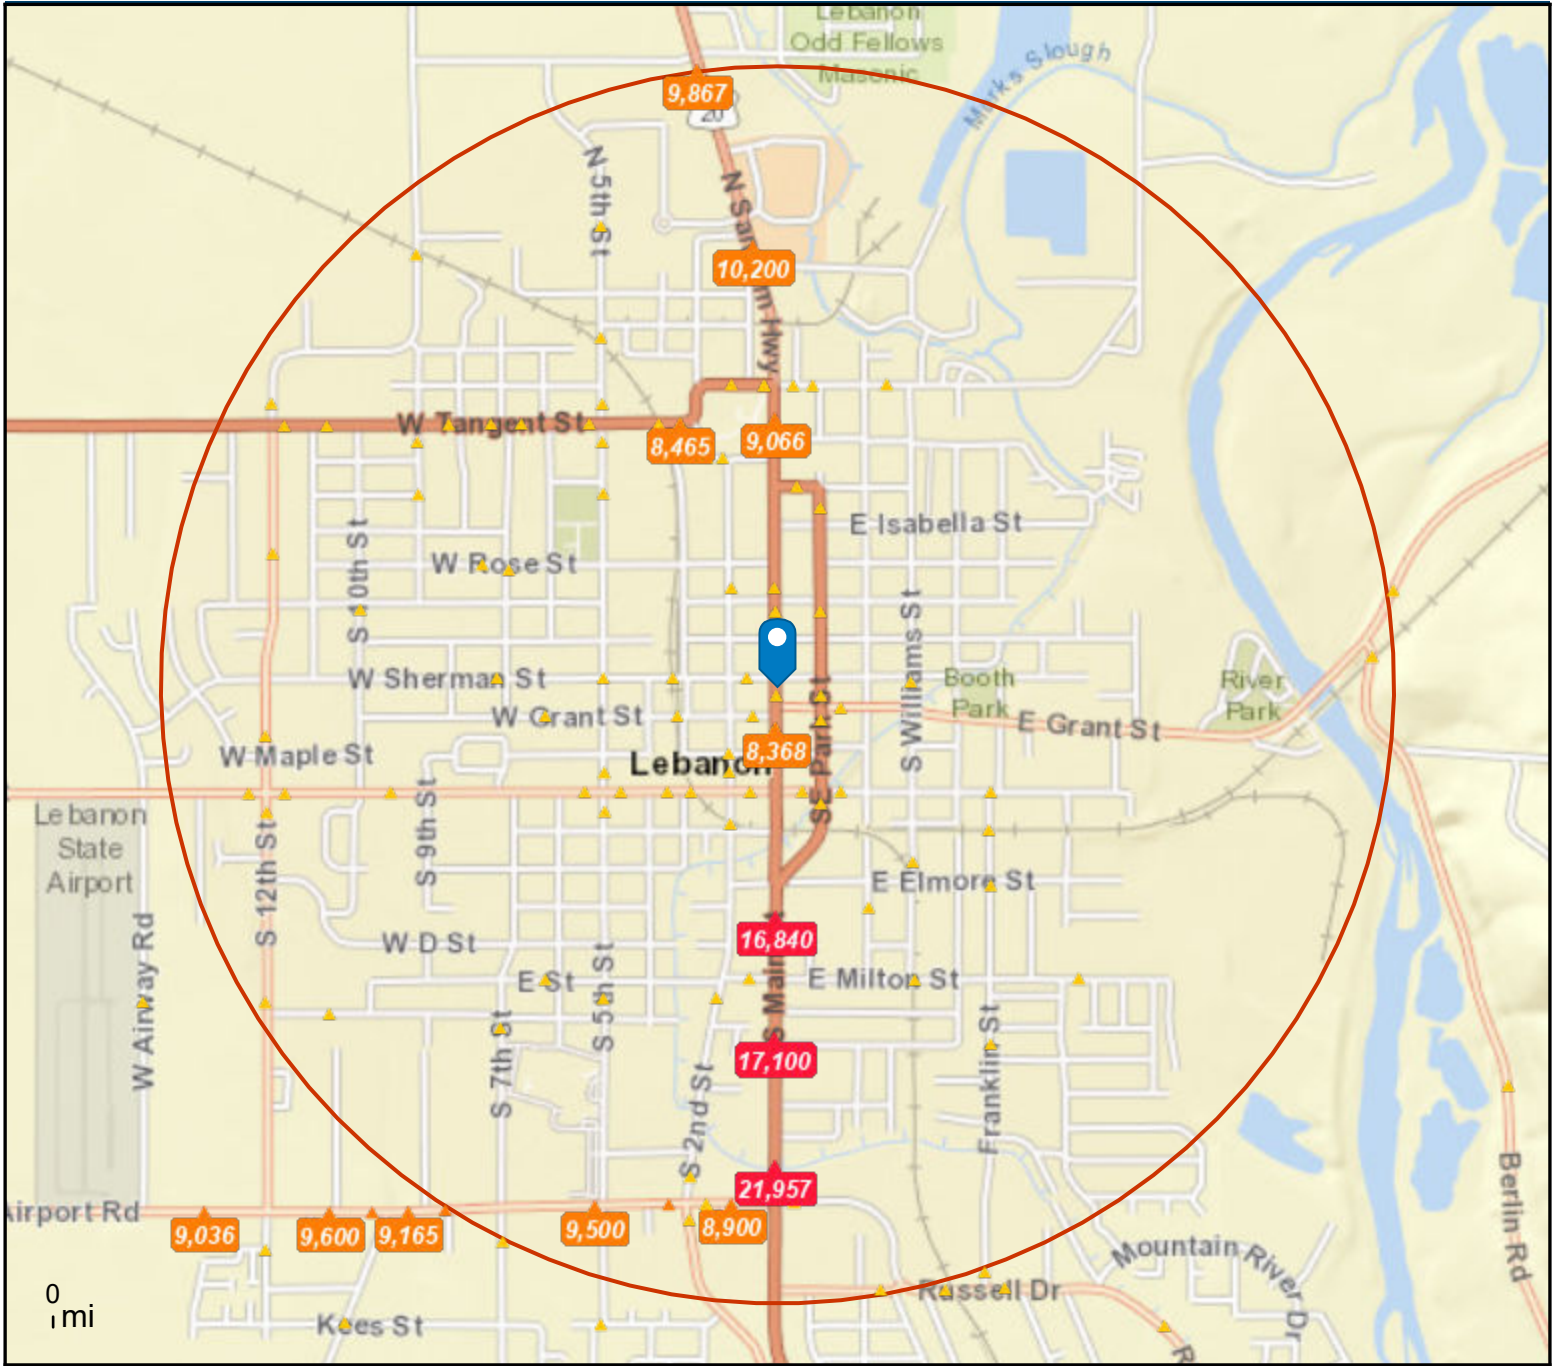 Lebanon
Odd Fellows
Masonic
Marks Slough
9,867
20
N 5th St
N Santiam Hwy
10,200
W Tangent St
8,465
9,066
E Isabella St
S 10th St
W Rose St
S Williams St
W Sherman St
Booth
Park
River
Park
W Grant St
E Grant St
W Maple St
8,368
Lebanon
SE Park St
Lebanon
State
Airport
S 9th St
S 12th St
E Elmore St
W Airway Rd
W D St
16,840
E St
S 5th St
S Main St
E Milton St
S 7th St
17,100
Franklin St
S 2nd St
21,957
Airport Rd
9,036
9,600
9,165
9,500
8,900
Berlin Rd
Mountain River Dr
Russell Dr
0
mi
Kees St
R